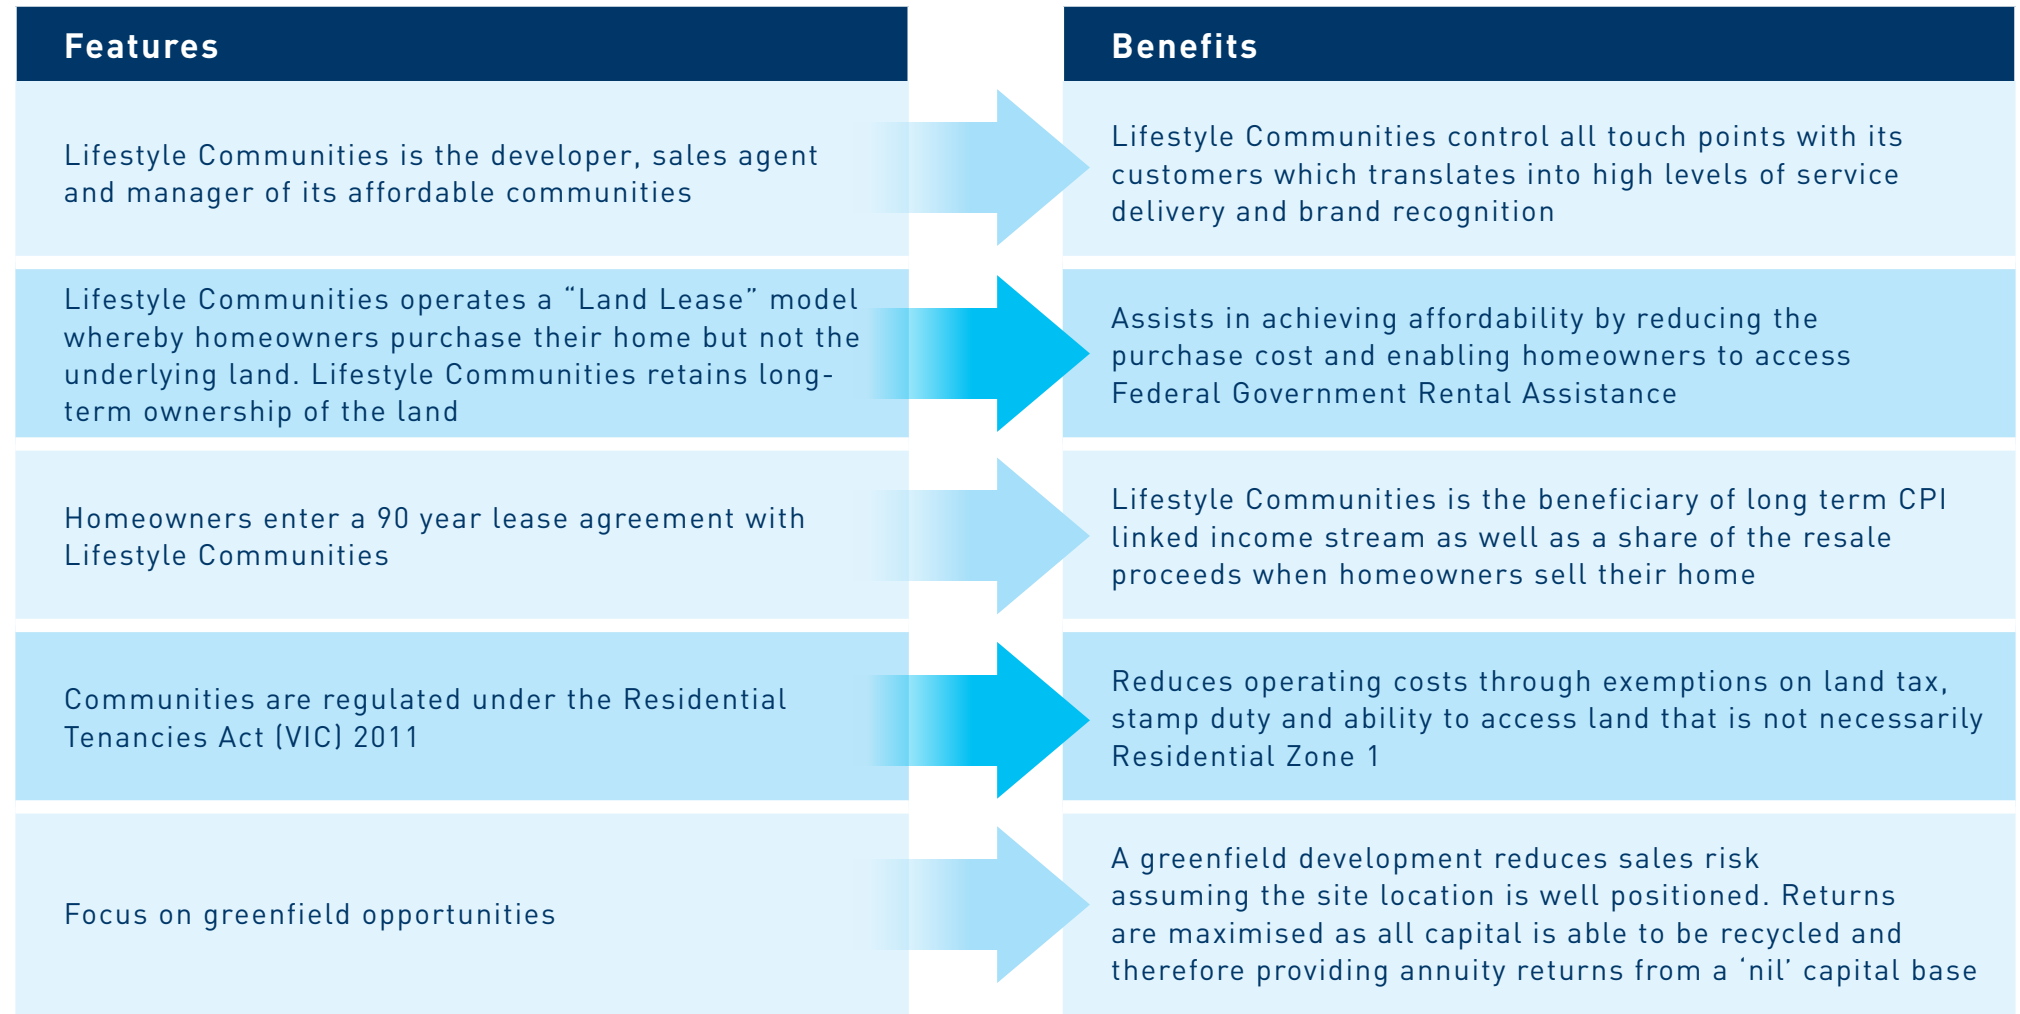 Features
Benefits
Lifestyle Communities is the developer, sales agent
and manager of its affordable communities
Lifestyle Communities control all touch points with its
customers which translates into high levels of service
delivery and brand recognition
Lifestyle Communities operates a “Land Lease” model
whereby homeowners purchase their home but not the
underlying land. Lifestyle Communities retains long-
term ownership of the land
Assists in achieving affordability by reducing the
purchase cost and enabling homeowners to access
Federal Government Rental Assistance
Homeowners enter a 90 year lease agreement with
Lifestyle Communities
Lifestyle Communities is the beneficiary of long term CPI
linked income stream as well as a share of the resale
proceeds when homeowners sell their home
Communities are regulated under the Residential
Tenancies Act (VIC) 2011
Reduces operating costs through exemptions on land tax,
stamp duty and ability to access land that is not necessarily
Residential Zone 1
Focus on greenfield opportunities
A greenfield development reduces sales risk
assuming the site location is well positioned. Returns
are maximised as all capital is able to be recycled and
therefore providing annuity returns from a ‘nil’ capital base